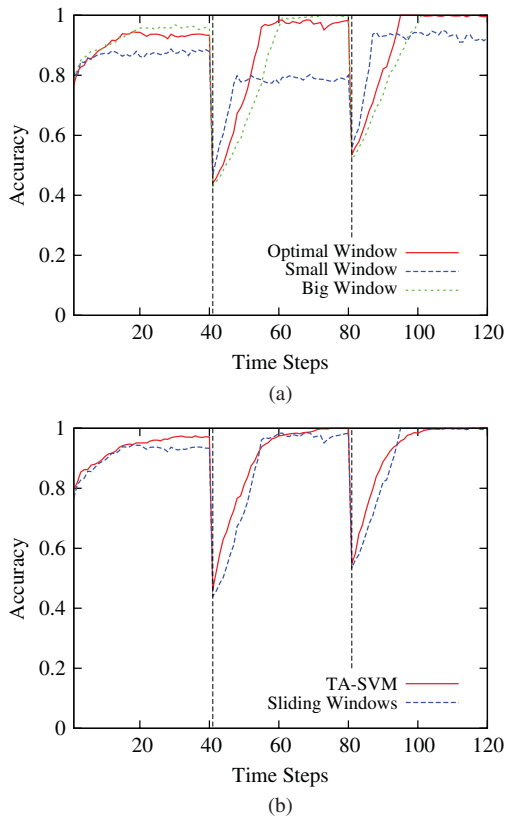 1
0.8
0.6
0.4
0.2
0
Accuracy
Optimal Window
Small Window
Big Window
20 40 60 80 100 120
Time Steps
(a)
1
0.8
0.6
0.4
0.2
0
Accuracy
TA-SVM
Sliding Windows
20 40 60 80 100 120
Time Steps
(b)